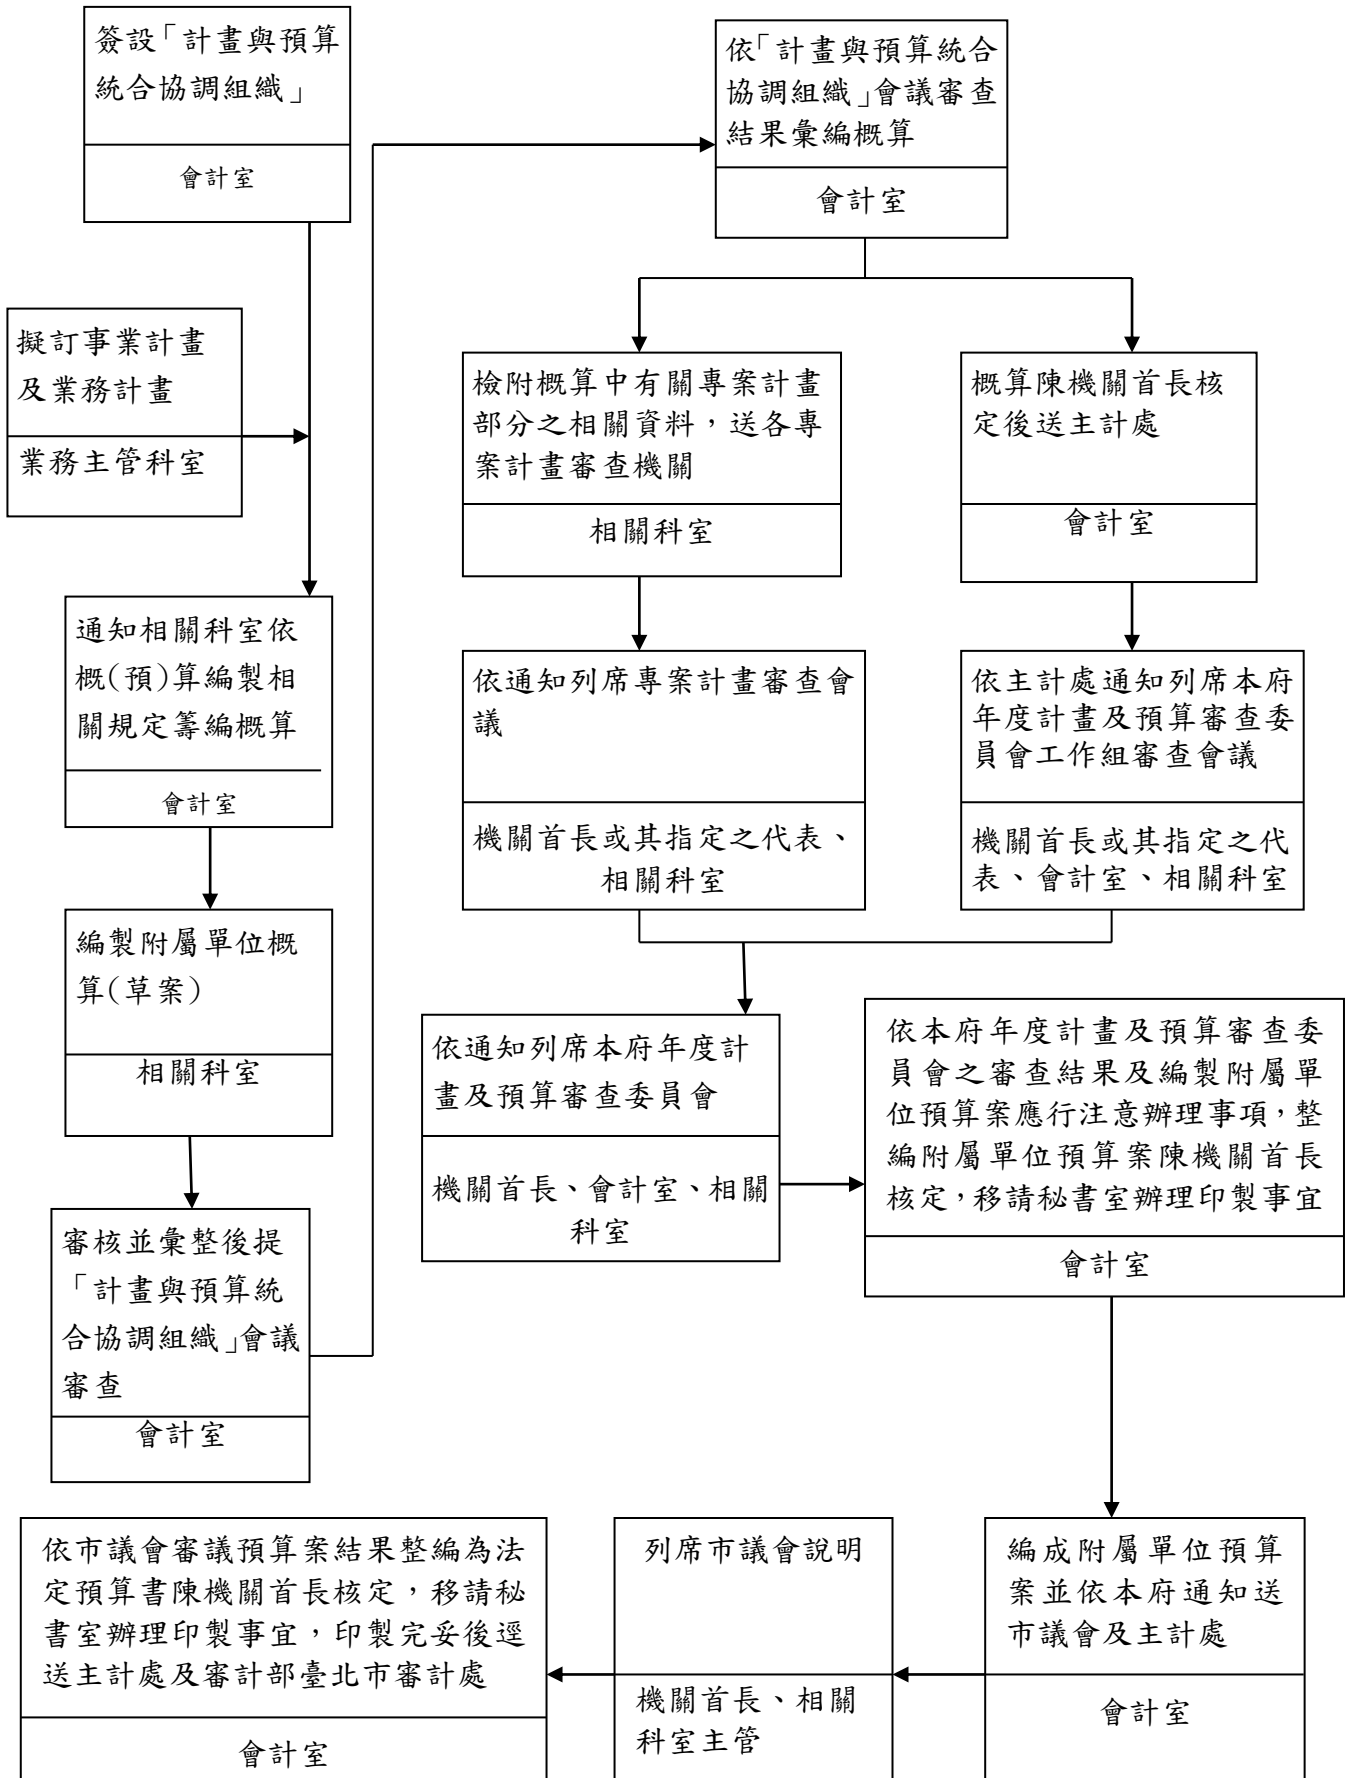 簽設「計畫與預算
統合協調組織」
會計室
擬訂事業計畫
及業務計畫
業務主管科室
通知相關科室依
概(預)算編製相
關規定籌編概算
會計室
編製附屬單位概
算(草案)
相關科室
審核並彙整後提
「計畫與預算統
合協調組織」會議
審查
會計室
依「計畫與預算統合
協調組織」會議審查
結果彙編概算
會計室
檢附概算中有關專案計畫
部分之相關資料，送各專
案計畫審查機關
相關科室
概算陳機關首長核
定後送主計處
會計室
依通知列席專案計畫審查會
議
機關首長或其指定之代表、
相關科室
依主計處通知列席本府
年度計畫及預算審查委
員會工作組審查會議
機關首長或其指定之代
表、會計室、相關科室
依通知列席本府年度計
畫及預算審查委員會
機關首長、會計室、相關
科室
依本府年度計畫及預算審查委
員會之審查結果及編製附屬單
位預算案應行注意辦理事項，整
編附屬單位預算案陳機關首長
核定，移請秘書室辦理印製事宜
會計室
編成附屬單位預算
案並依本府通知送
市議會及主計處
會計室
列席市議會說明
機關首長、相關
科室主管
依市議會審議預算案結果整編為法
定預算書陳機關首長核定，移請秘
書室辦理印製事宜，印製完妥後逕
送主計處及審計部臺北市審計處
會計室